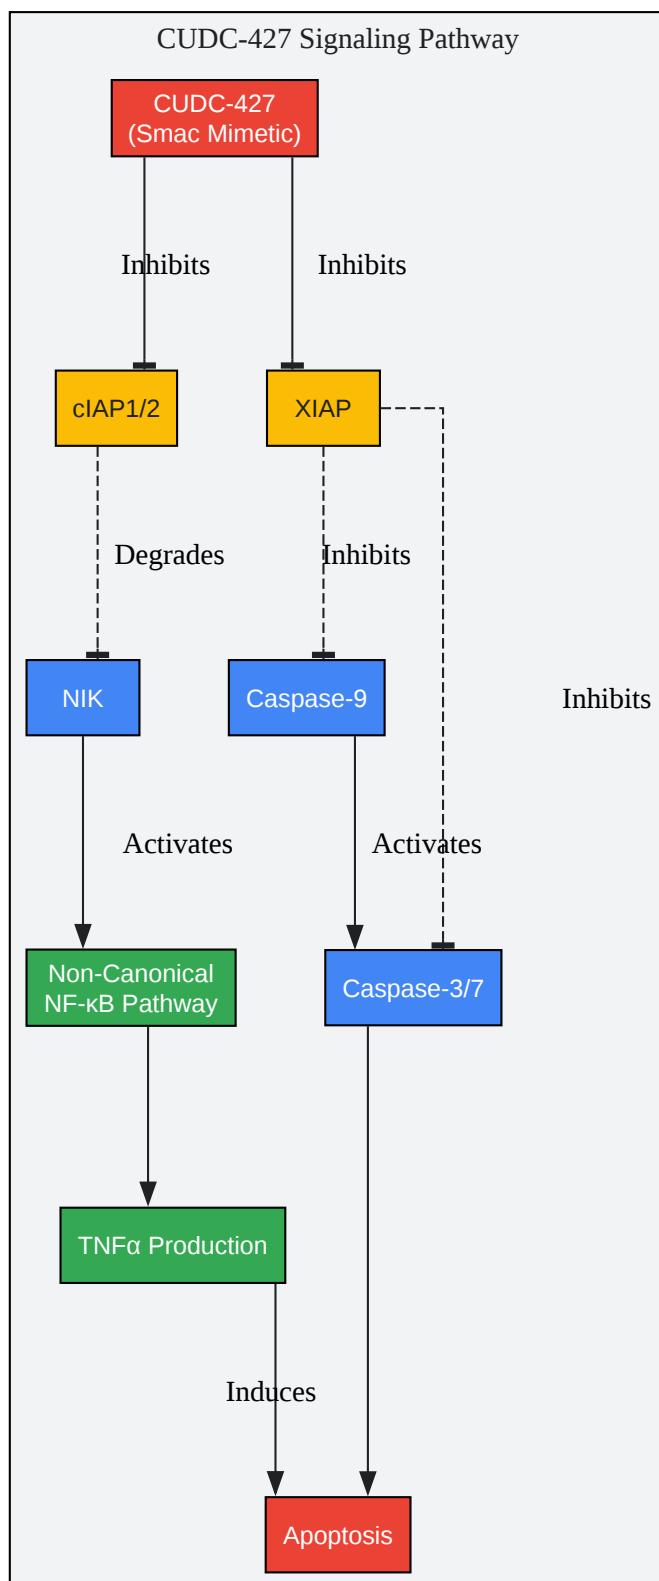 CUDC-427 Signaling Pathway
CUDC-427
(Smac Mimetic)
Inhibits
Inhibits
cIAP1/2
XIAP
Degrades
Inhibits
NIK
Caspase-9
Inhibits
Activates
Activates
Non-Canonical
NF-κB Pathway
Caspase-3/7
TNFα Production
Induces
Apoptosis